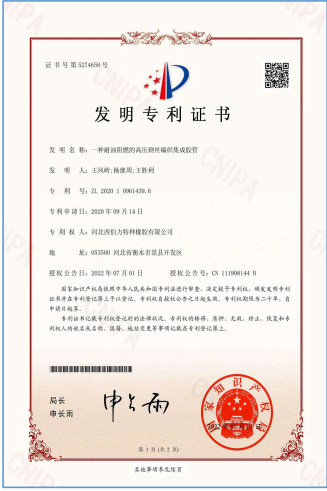 证书号第5274658号
发明专利证书
发明名称：一种耐油阻燃的高压钢丝编织集成胶管
发明人：王凤岭;杨维周;王胜利
专利号：ZL 2020 1 0961439.6
专利申请日：2020年09月14日
专利权人：河北西伯力特种橡胶有限公司
地址：053500 河北省衡水市景县开发区
授权公告日：2022年07月01日 授权公告号：CN 111998144 B
国家知识产权局依照中华人民共和国专利法进行审查，决定授予专利权，颁发发明专利
证书并在专利登记簿上予以登记。专利权自授权公告之日起生效。专利权期限为二十年，自
申请日起算。
专利证书记载专利权登记时的法律状况。专利权的转移、质押、无效、终止、恢复和专利
权人的姓名或名称、国籍、地址变更等事项记载在专利登记簿上。
局长
申长雨
申长雨
国家知识产权局
第 1 页 (共 2 页)
其他事项参见续页